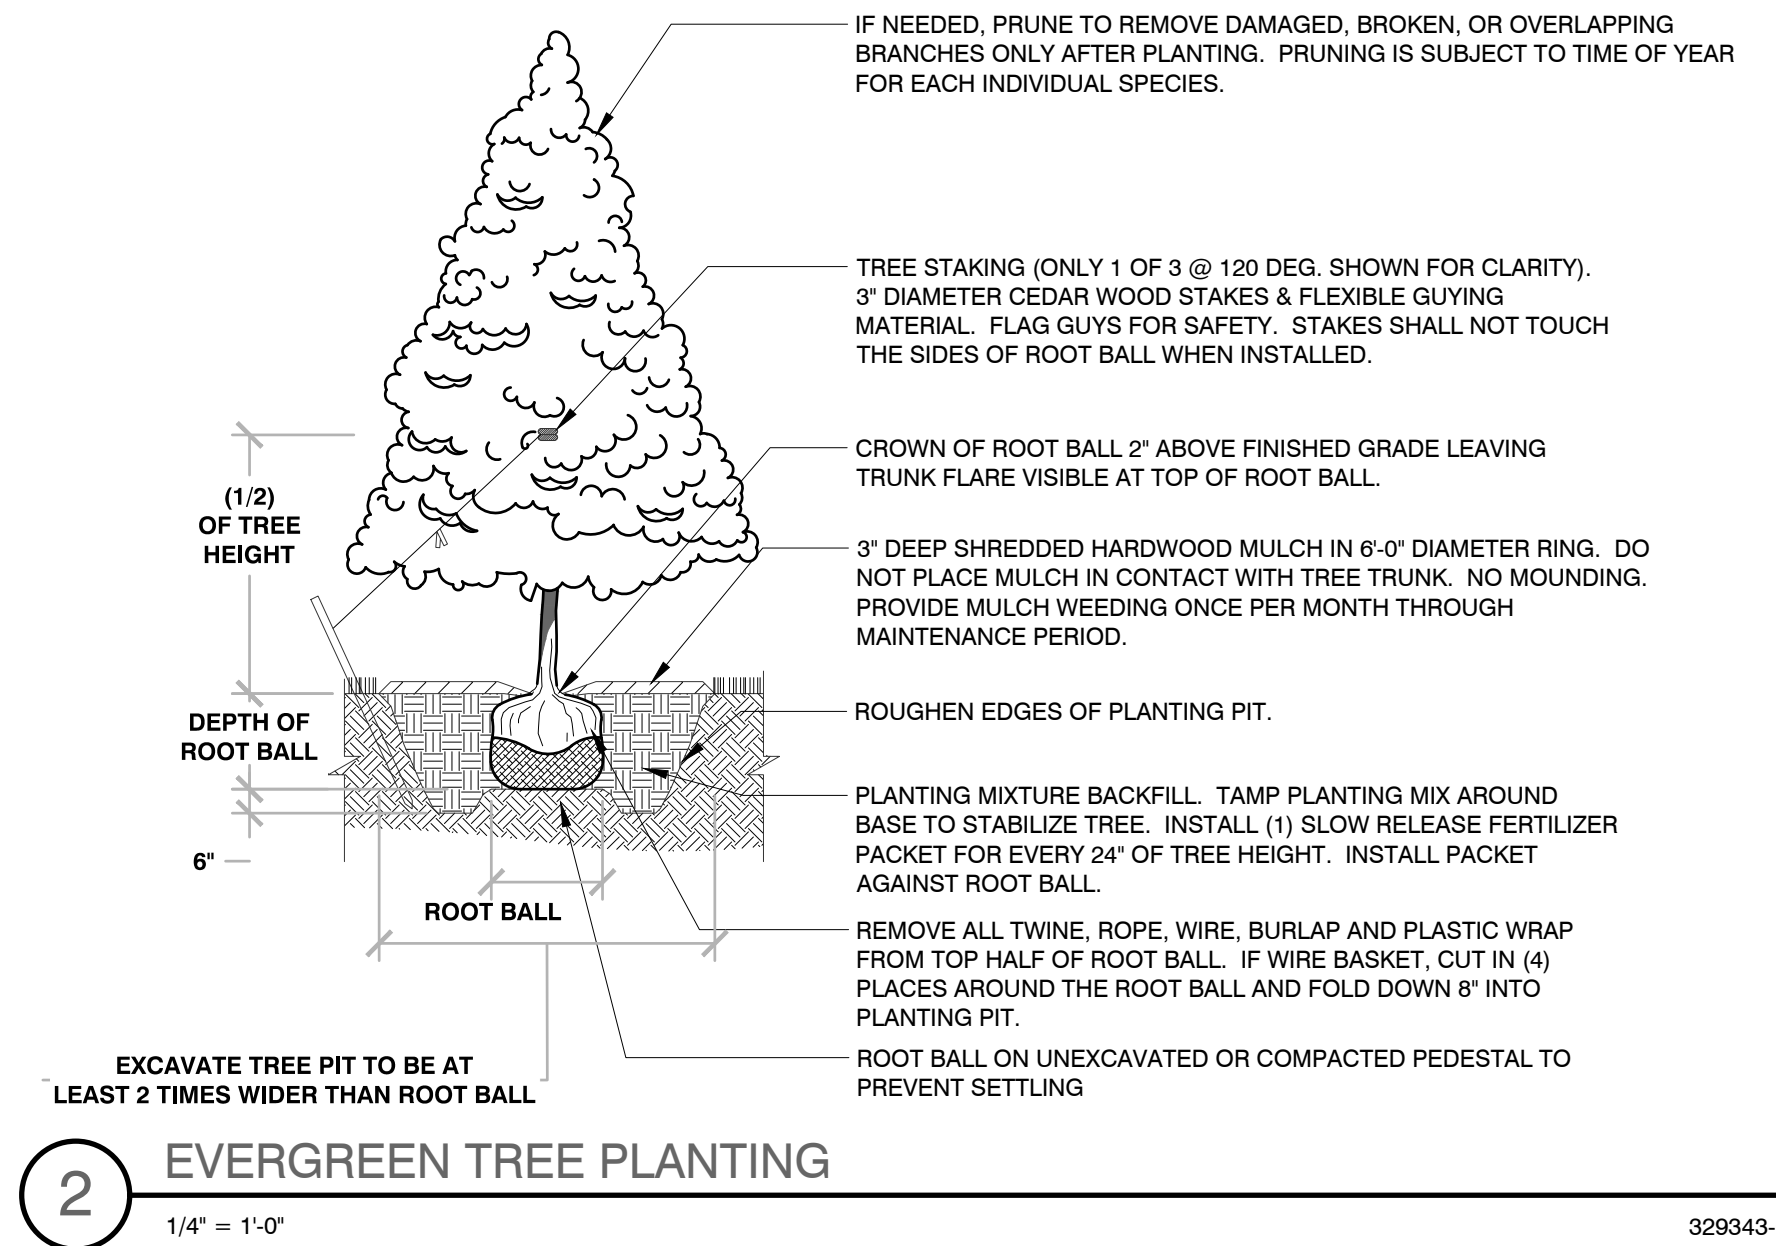 IF NEEDED, PRUNE TO REMOVE DAMAGED, BROKEN, OR OVERLAPPING
BRANCHES ONLY AFTER PLANTING.  PRUNING IS SUBJECT TO TIME OF YEAR
FOR EACH INDIVIDUAL SPECIES.
TREE STAKING (ONLY 1 OF 3 @ 120 DEG. SHOWN FOR CLARITY).
3" DIAMETER CEDAR WOOD STAKES & FLEXIBLE GUYING
MATERIAL.  FLAG GUYS FOR SAFETY.  STAKES SHALL NOT TOUCH
THE SIDES OF ROOT BALL WHEN INSTALLED.
CROWN OF ROOT BALL 2" ABOVE FINISHED GRADE LEAVING
TRUNK FLARE VISIBLE AT TOP OF ROOT BALL.
3" DEEP SHREDDED HARDWOOD MULCH IN 6'-0" DIAMETER RING.  DO
NOT PLACE MULCH IN CONTACT WITH TREE TRUNK.  NO MOUNDING.
PROVIDE MULCH WEEDING ONCE PER MONTH THROUGH
MAINTENANCE PERIOD.
ROUGHEN EDGES OF PLANTING PIT.
PLANTING MIXTURE BACKFILL.  TAMP PLANTING MIX AROUND
BASE TO STABILIZE TREE.  INSTALL (1) SLOW RELEASE FERTILIZER
PACKET FOR EVERY 24" OF TREE HEIGHT.  INSTALL PACKET
AGAINST ROOT BALL.
REMOVE ALL TWINE, ROPE, WIRE, BURLAP AND PLASTIC WRAP
FROM TOP HALF OF ROOT BALL.  IF WIRE BASKET, CUT IN (4)
PLACES AROUND THE ROOT BALL AND FOLD DOWN 8" INTO
PLANTING PIT.
ROOT BALL ON UNEXCAVATED OR COMPACTED PEDESTAL TO
PREVENT SETTLING
(1/2)
OF TREE
HEIGHT
DEPTH OF
ROOT BALL
6"
ROOT BALL
EXCAVATE TREE PIT TO BE AT
LEAST 2 TIMES WIDER THAN ROOT BALL
2
EVERGREEN TREE PLANTING
1/4" = 1'-0"
329343-